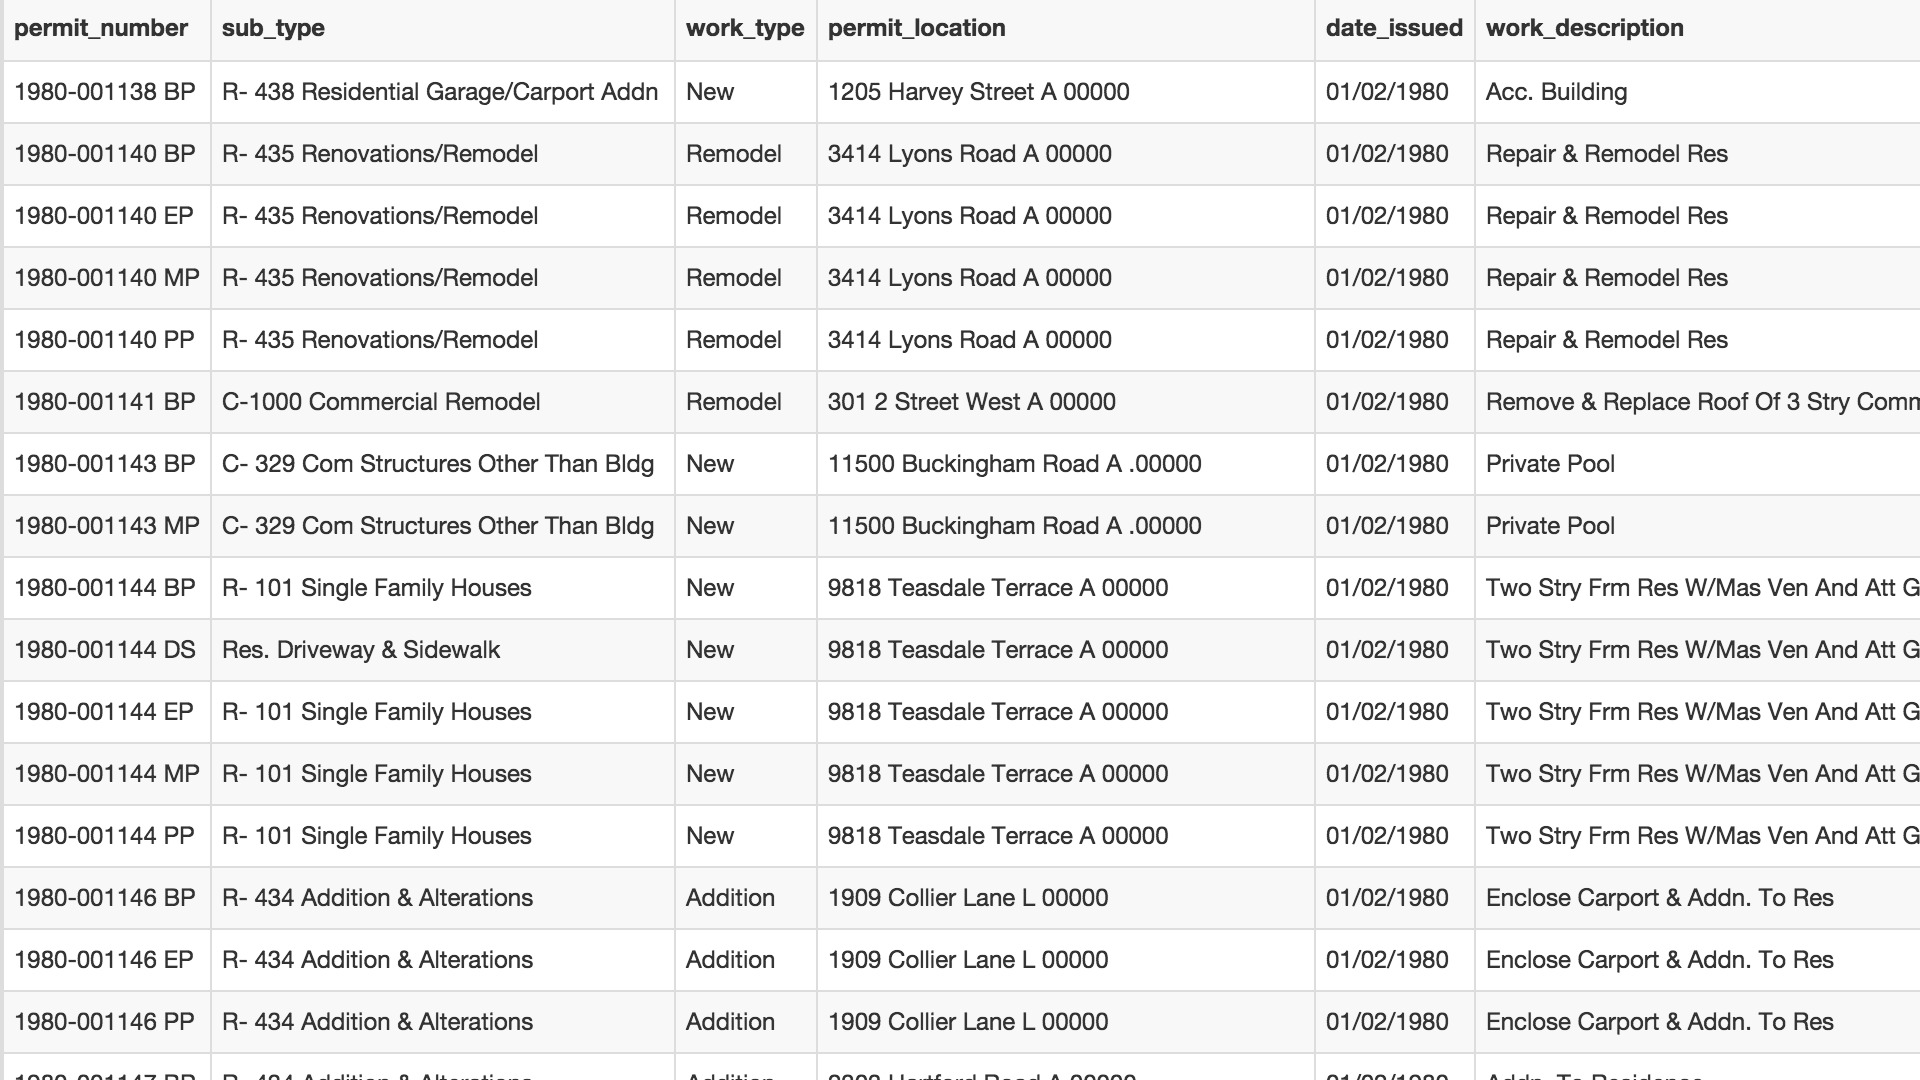 permit_number sub_type work_type permit_location date_issued work_description
1980-001138 BP R- 438 Residential Garage/Carport Addn New 1205 Harvey Street A 00000 01/02/1980 Acc. Building
1980-001140 BP R- 435 Renovations/Remodel Remodel 3414 Lyons Road A 00000 01/02/1980 Repair & Remodel Res
1980-001140 EP R- 435 Renovations/Remodel Remodel 3414 Lyons Road A 00000 01/02/1980 Repair & Remodel Res
1980-001140 MP R- 435 Renovations/Remodel Remodel 3414 Lyons Road A 00000 01/02/1980 Repair & Remodel Res
1980-001140 PP R- 435 Renovations/Remodel Remodel 3414 Lyons Road A 00000 01/02/1980 Repair & Remodel Res
1980-001141 BP C-1000 Commercial Remodel Remodel 301 2 Street West A 00000 01/02/1980 Remove & Replace Roof Of 3 Stry Comm
1980-001143 BP C- 329 Com Structures Other Than Bldg New 11500 Buckingham Road A .00000 01/02/1980 Private Pool
1980-001143 MP C- 329 Com Structures Other Than Bldg New 11500 Buckingham Road A .00000 01/02/1980 Private Pool
1980-001144 BP R- 101 Single Family Houses New 9818 Teasdale Terrace A 00000 01/02/1980 Two Stry Frm Res W/Mas Ven And Att G
1980-001144 DS Res. Driveway & Sidewalk New 9818 Teasdale Terrace A 00000 01/02/1980 Two Stry Frm Res W/Mas Ven And Att G
1980-001144 EP R- 101 Single Family Houses New 9818 Teasdale Terrace A 00000 01/02/1980 Two Stry Frm Res W/Mas Ven And Att G
1980-001144 MP R- 101 Single Family Houses New 9818 Teasdale Terrace A 00000 01/02/1980 Two Stry Frm Res W/Mas Ven And Att G
1980-001144 PP R- 101 Single Family Houses New 9818 Teasdale Terrace A 00000 01/02/1980 Two Stry Frm Res W/Mas Ven And Att G
1980-001146 BP R- 434 Addition & Alterations Addition 1909 Collier Lane L 00000 01/02/1980 Enclose Carport & Addn. To Res
1980-001146 EP R- 434 Addition & Alterations Addition 1909 Collier Lane L 00000 01/02/1980 Enclose Carport & Addn. To Res
1980-001146 PP R- 434 Addition & Alterations Addition 1909 Collier Lane L 00000 01/02/1980 Enclose Carport & Addn. To Res